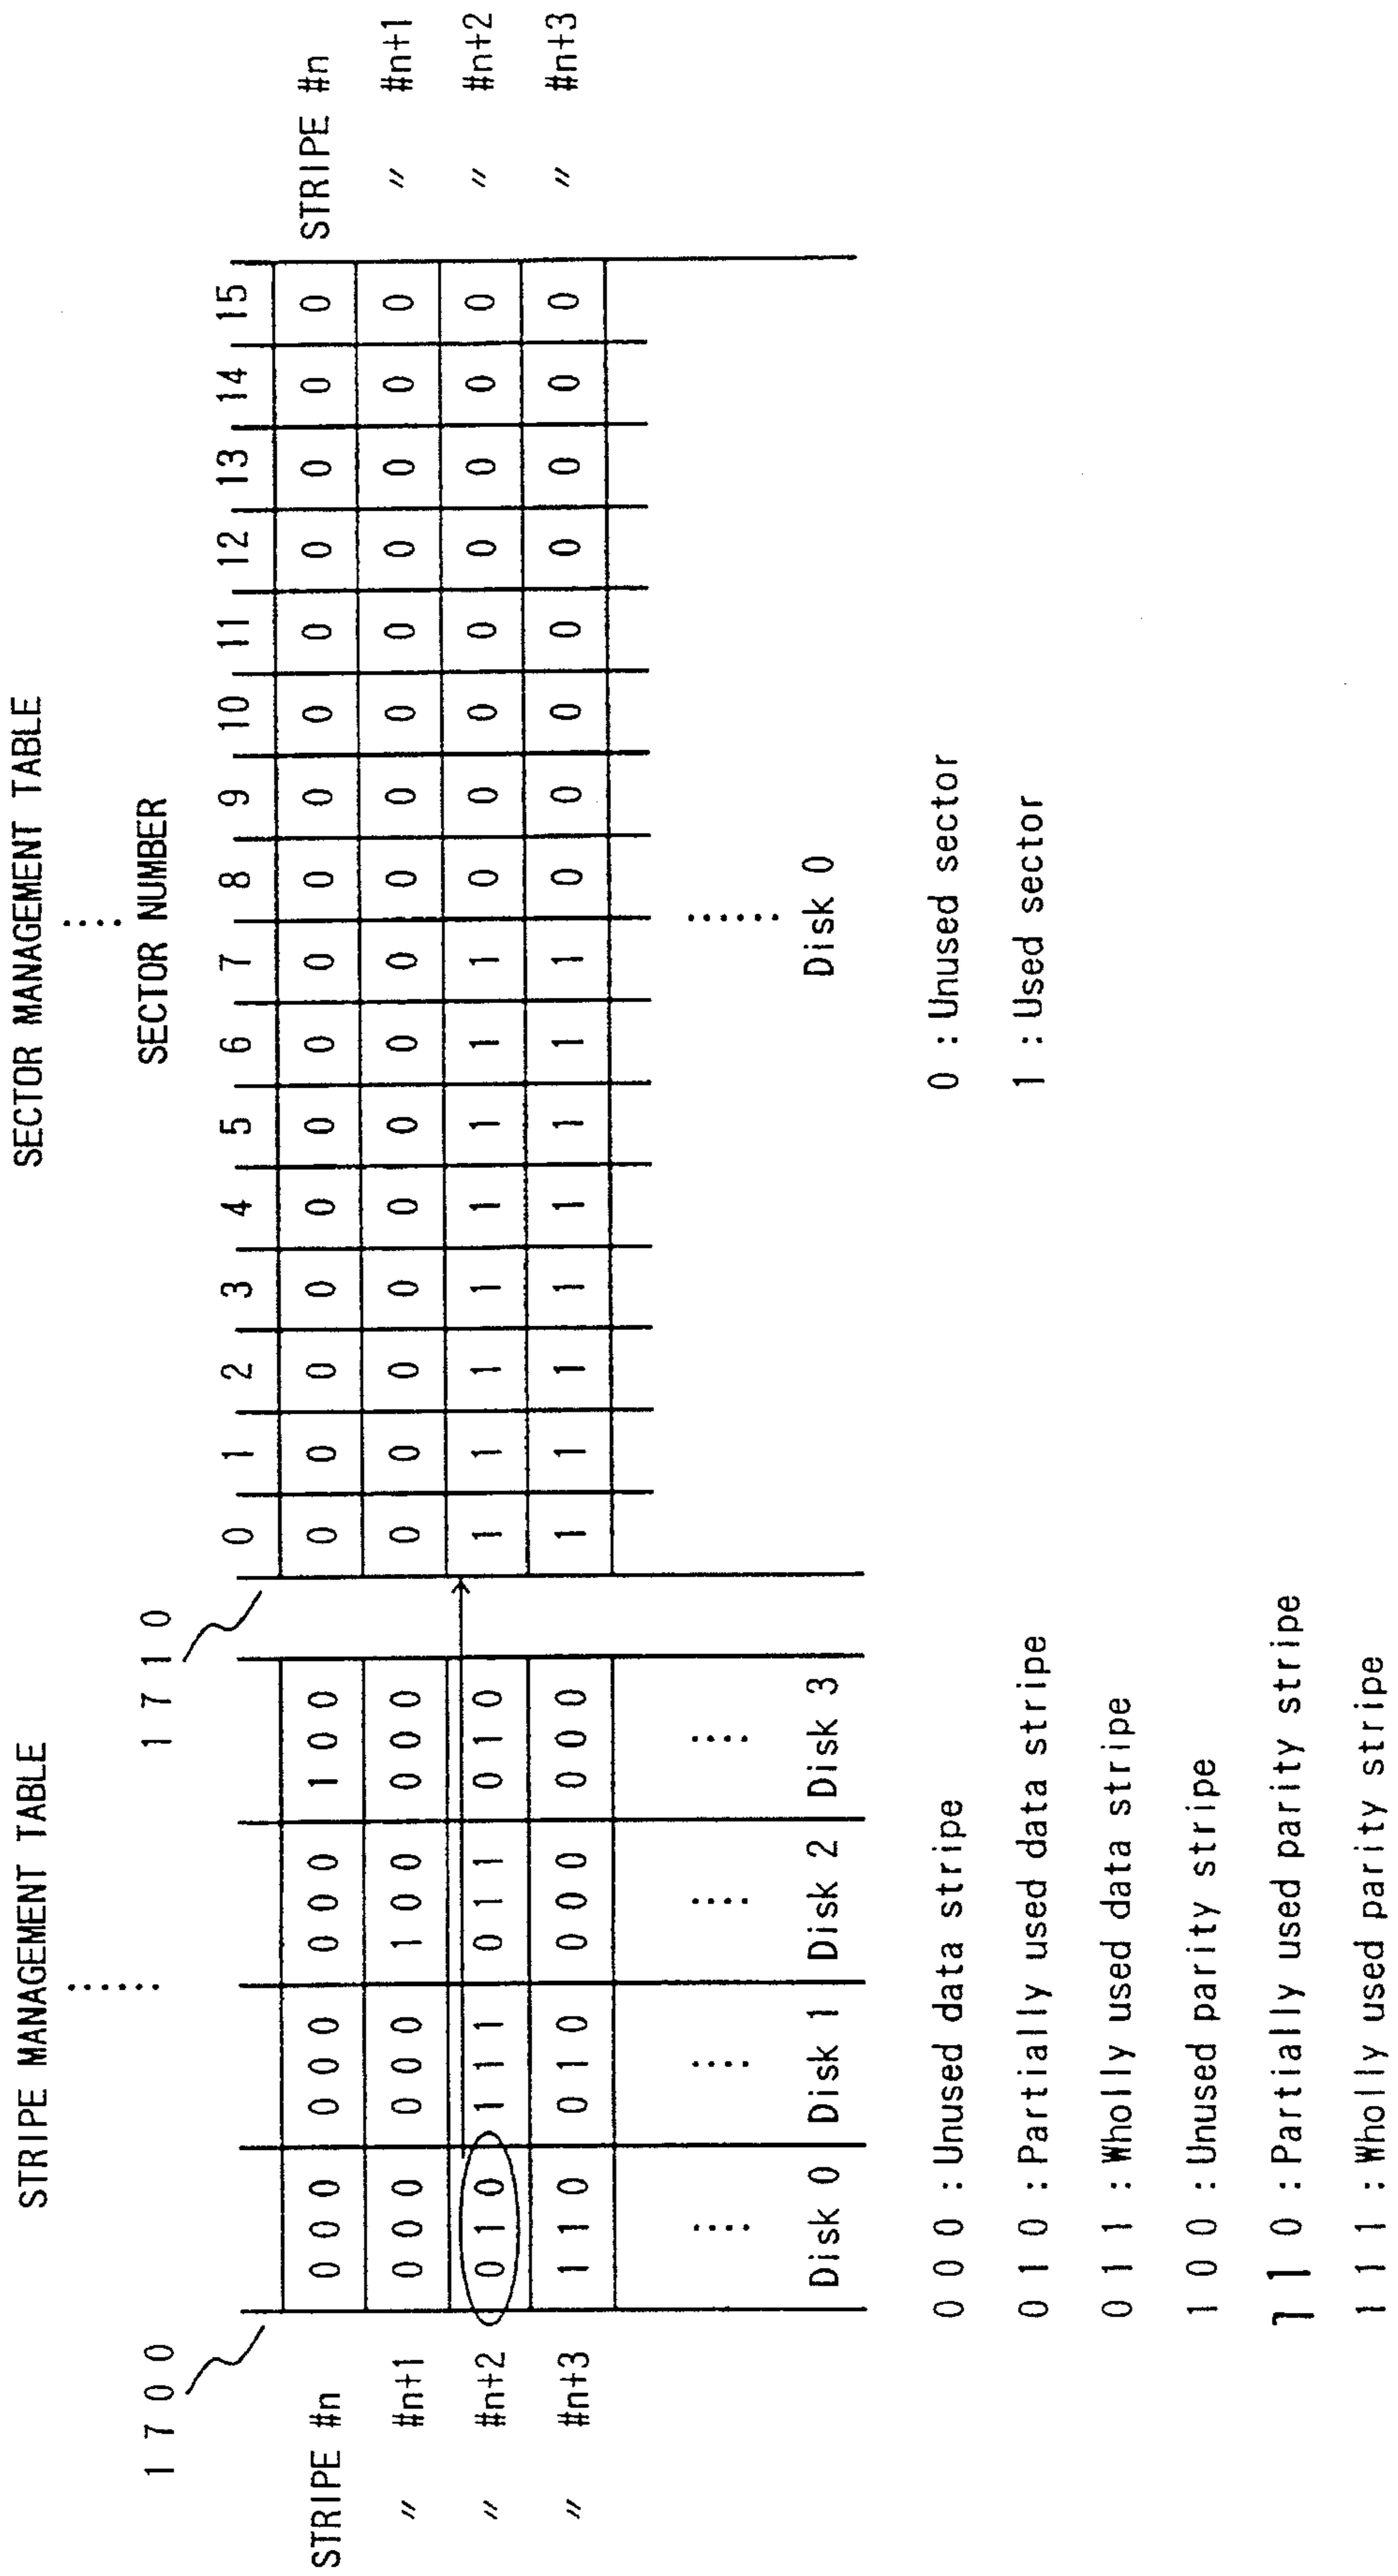 STRIPE MANAGEMENT TABLE
1700
STRIPE #n 000 000 000 100
〃 #n+1 000 000 100 000
〃 #n+2 010 111 011 010
〃 #n+3 110 010 000 000
Disk 0 Disk 1 Disk 2 Disk 3
000 : Unused data stripe
010 : Partially used data stripe
011 : Wholly used data stripe
100 : Unused parity stripe
110 : Partially used parity stripe
111 : Wholly used parity stripe
SECTOR MANAGEMENT TABLE
SECTOR NUMBER
1710
0 1 2 3 4 5 6 7 8 9 10 11 12 13 14 15
0 0 0 0 0 0 0 0 0 0 0 0 0 0 0 0 STRIPE #n
0 0 0 0 0 0 0 0 0 0 0 0 0 0 0 0 〃 #n+1
1 1 1 1 1 1 1 1 0 0 0 0 0 0 0 0 〃 #n+2
1 1 1 1 1 1 1 1 0 0 0 0 0 0 0 0 〃 #n+3
Disk 0
0 : Unused sector
1 : Used sector